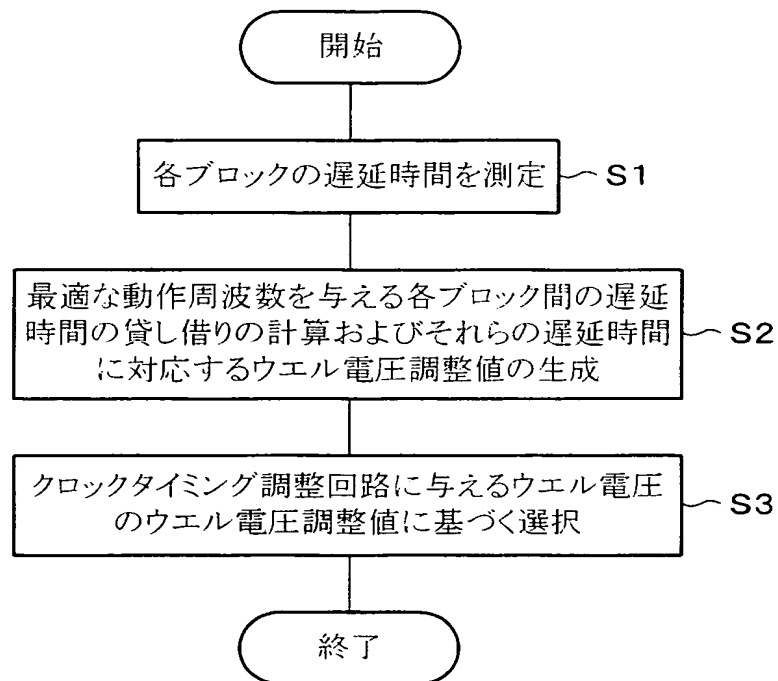 開始
各ブロックの遅延時間を測定
S1
最適な動作周波数を与える各ブロック間の遅延
時間の貸し借りの計算およびそれらの遅延時間
に対応するウエル電圧調整値の生成
S2
クロックタイミング調整回路に与えるウエル電圧
のウエル電圧調整値に基づく選択
S3
終了